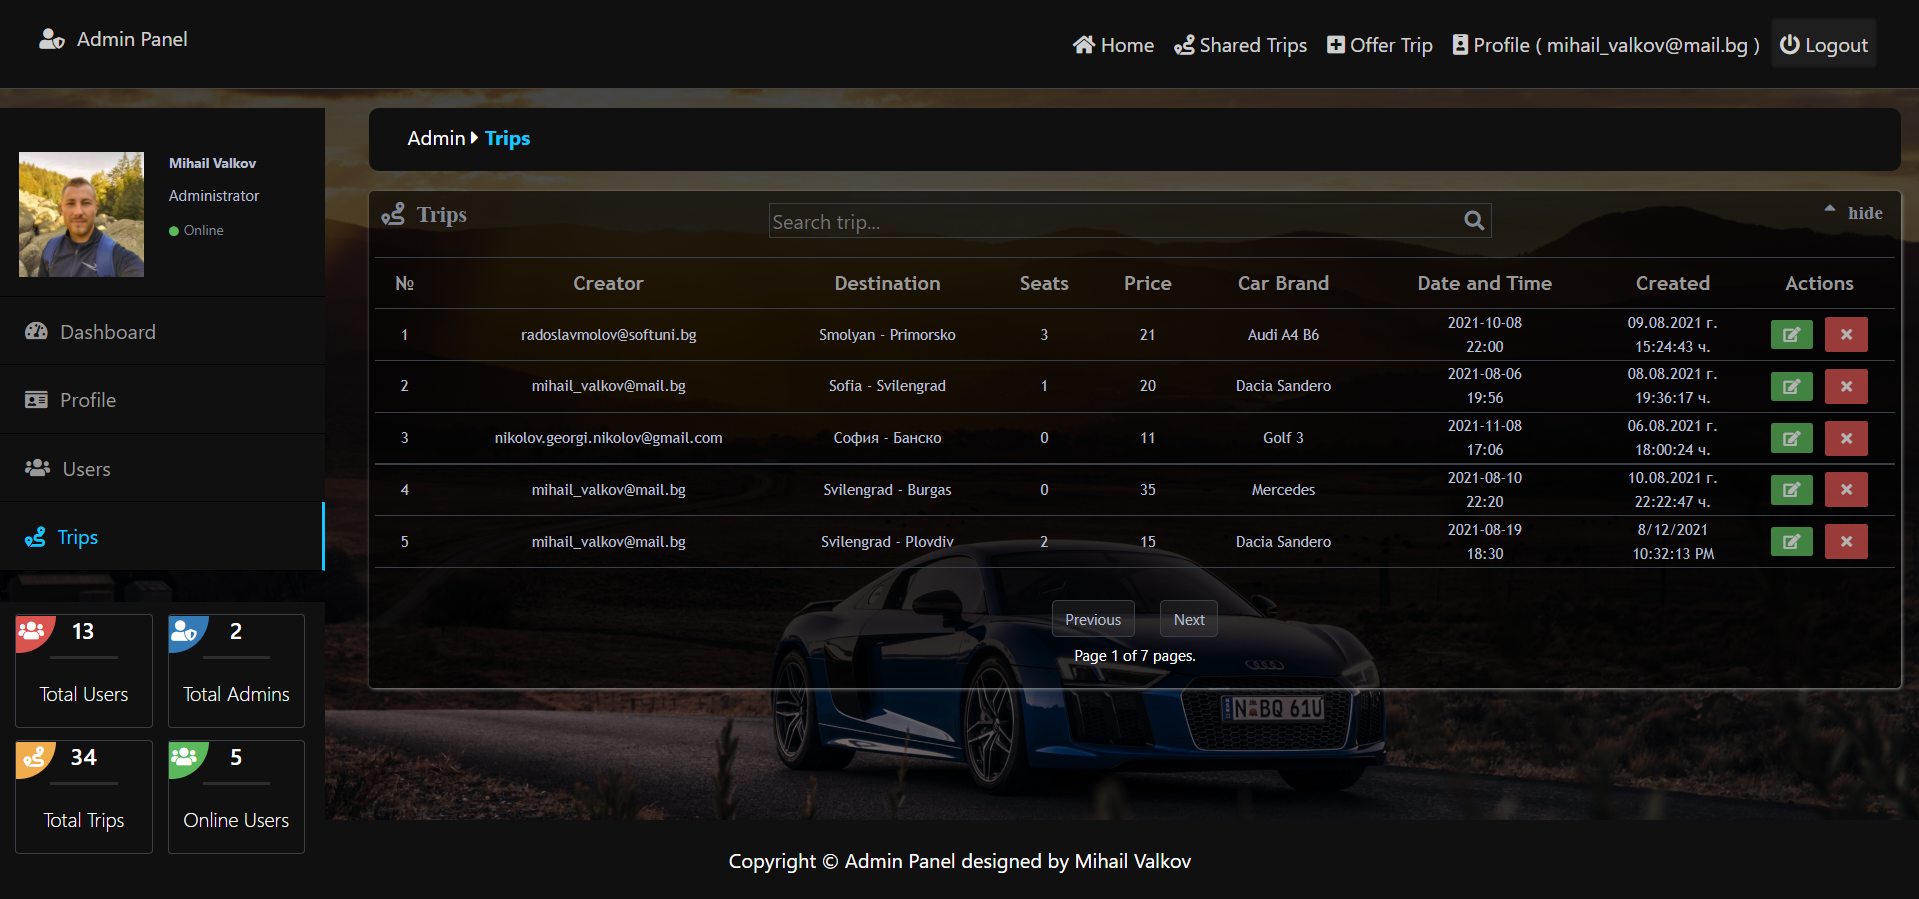 Admin Panel
Home Shared Trips Offer Trip Profile ( mihail_valkov@mail.bg ) Logout
Mihail Valkov
Administrator
Online
Dashboard
Profile
Users
Trips
13
Total Users
2
Total Admins
34
Total Trips
5
Online Users
Admin Trips
Trips
Search trip...
hide
№ Creator Destination Seats Price Car Brand Date and Time Created Actions
1 radoslavmolov@softuni.bg Smolyan - Primorsko 3 21 Audi A4 B6 2021-10-08 22:00 09.08.2021 г. 15:24:43 ч.
2 mihail_valkov@mail.bg Sofia - Svilengrad 1 20 Dacia Sandero 2021-08-06 19:56 08.08.2021 г. 19:36:17 ч.
3 nikolov.georgi.nikolov@gmail.com София - Банско 0 11 Golf 3 2021-11-08 17:06 06.08.2021 г. 18:00:24 ч.
4 mihail_valkov@mail.bg Svilengrad - Burgas 0 35 Mercedes 2021-08-10 22:20 10.08.2021 г. 22:22:47 ч.
5 mihail_valkov@mail.bg Svilengrad - Plovdiv 2 15 Dacia Sandero 2021-08-19 18:30 8/12/2021 10:32:13 PM
Previous Next
Page 1 of 7 pages.
N BQ 61U
Copyright © Admin Panel designed by Mihail Valkov